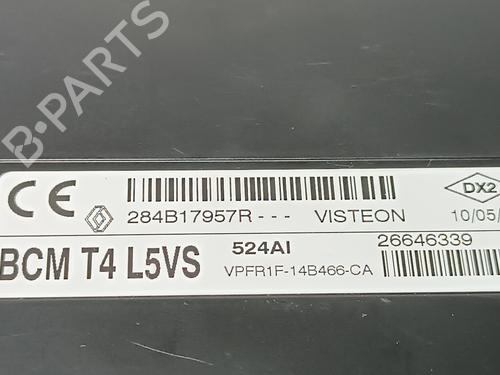 B-PARTS
CE
284B17957R--- VISTEON
DX2
10/05/
BCM T4 L5VS
524AI
26646339
VPFR1F-14B466-CA